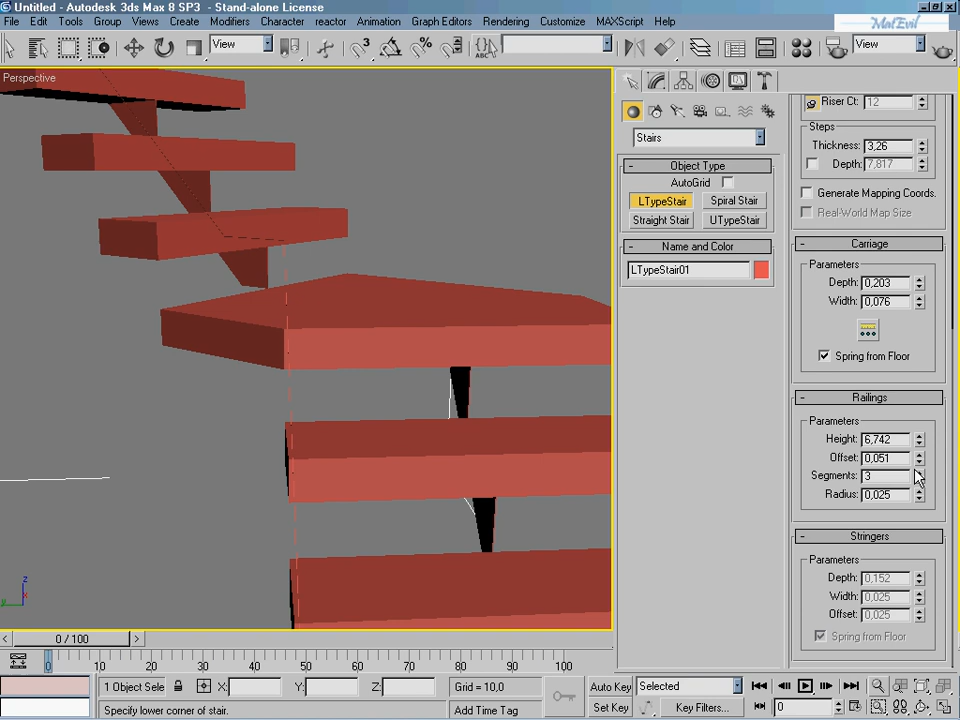 Untitled - Autodesk 3ds Max 8 SP3 - Stand-alone License
File Edit Tools Group Views Create Modifiers Character reactor Animation Graph Editors Rendering Customize MAXScript Help
MatEvil
View
3
%
ABC
View
Perspective
Stairs
Object Type
AutoGrid
LTypeStair Spiral Stair
Straight Stair UTypeStair
Name and Color
LTypeStair01
Riser Ct: 12
Steps
Thickness: 3,26
Depth: 7,817
Generate Mapping Coords.
Real-World Map Size
Carriage
Parameters
Depth: 0,203
Width: 0,076
Spring from Floor
Railings
Parameters
Height: 6,742
Offset: 0,051
Segments: 3
Radius: 0,025
Stringers
Parameters
Depth: 0,152
Width: 0,025
Offset: 0,025
Spring from Floor
z
x
y
0 / 100
0 10 20 30 40 50 60 70 80 90 100
1 Object Sele X: Y: Z: Grid = 10,0
Auto Key Selected
Specify lower corner of stair. Add Time Tag
Set Key Key Filters... 0